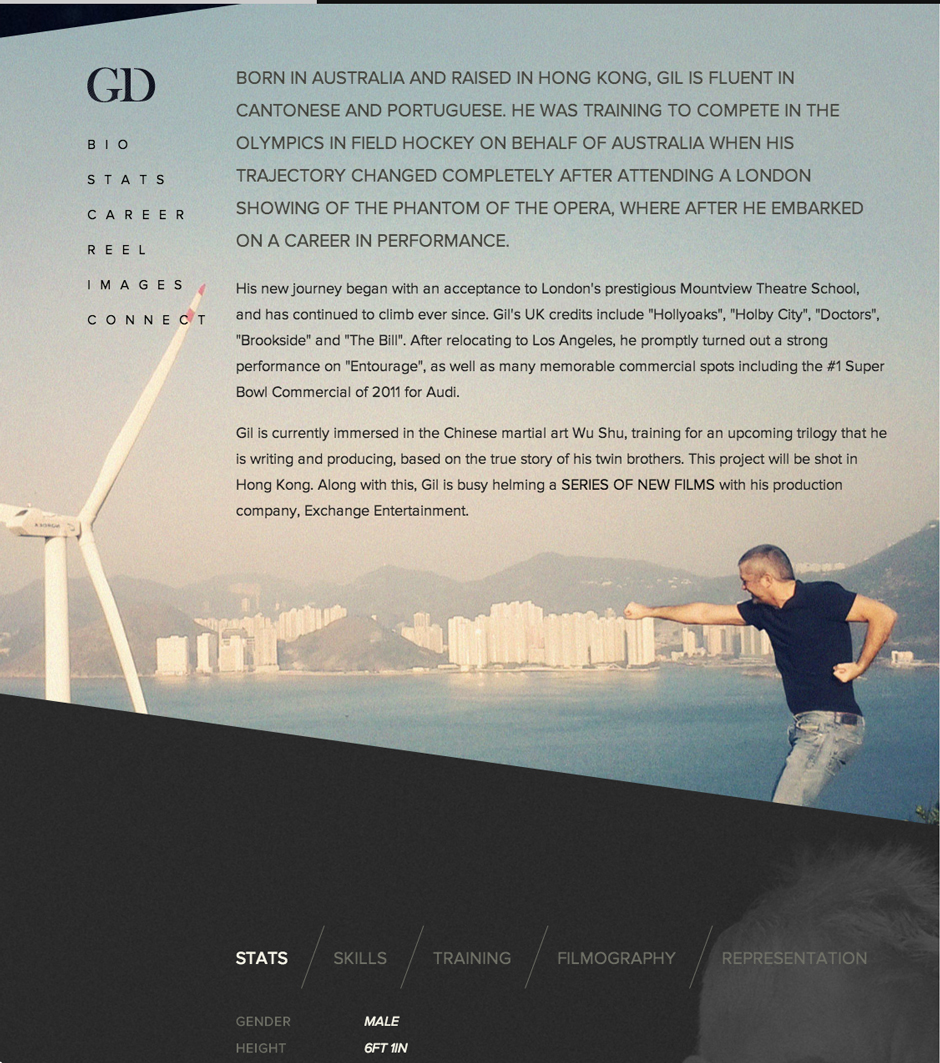 GD
BIO
STATS
CAREER
REEL
IMAGES
CONNECT
BORN IN AUSTRALIA AND RAISED IN HONG KONG, GIL IS FLUENT IN
CANTONESE AND PORTUGUESE. HE WAS TRAINING TO COMPETE IN THE
OLYMPICS IN FIELD HOCKEY ON BEHALF OF AUSTRALIA WHEN HIS
TRAJECTORY CHANGED COMPLETELY AFTER ATTENDING A LONDON
SHOWING OF THE PHANTOM OF THE OPERA, WHERE AFTER HE EMBARKED
ON A CAREER IN PERFORMANCE.
His new journey began with an acceptance to London's prestigious Mountview Theatre School,
and has continued to climb ever since. Gil's UK credits include "Hollyoaks", "Holby City", "Doctors",
"Brookside" and "The Bill". After relocating to Los Angeles, he promptly turned out a strong
performance on "Entourage", as well as many memorable commercial spots including the #1 Super
Bowl Commercial of 2011 for Audi.
Gil is currently immersed in the Chinese martial art Wu Shu, training for an upcoming trilogy that he
is writing and producing, based on the true story of his twin brothers. This project will be shot in
Hong Kong. Along with this, Gil is busy helming a SERIES OF NEW FILMS with his production
company, Exchange Entertainment.
STATS SKILLS TRAINING FILMOGRAPHY REPRESENTATION
GENDER MALE
HEIGHT 6FT 1IN